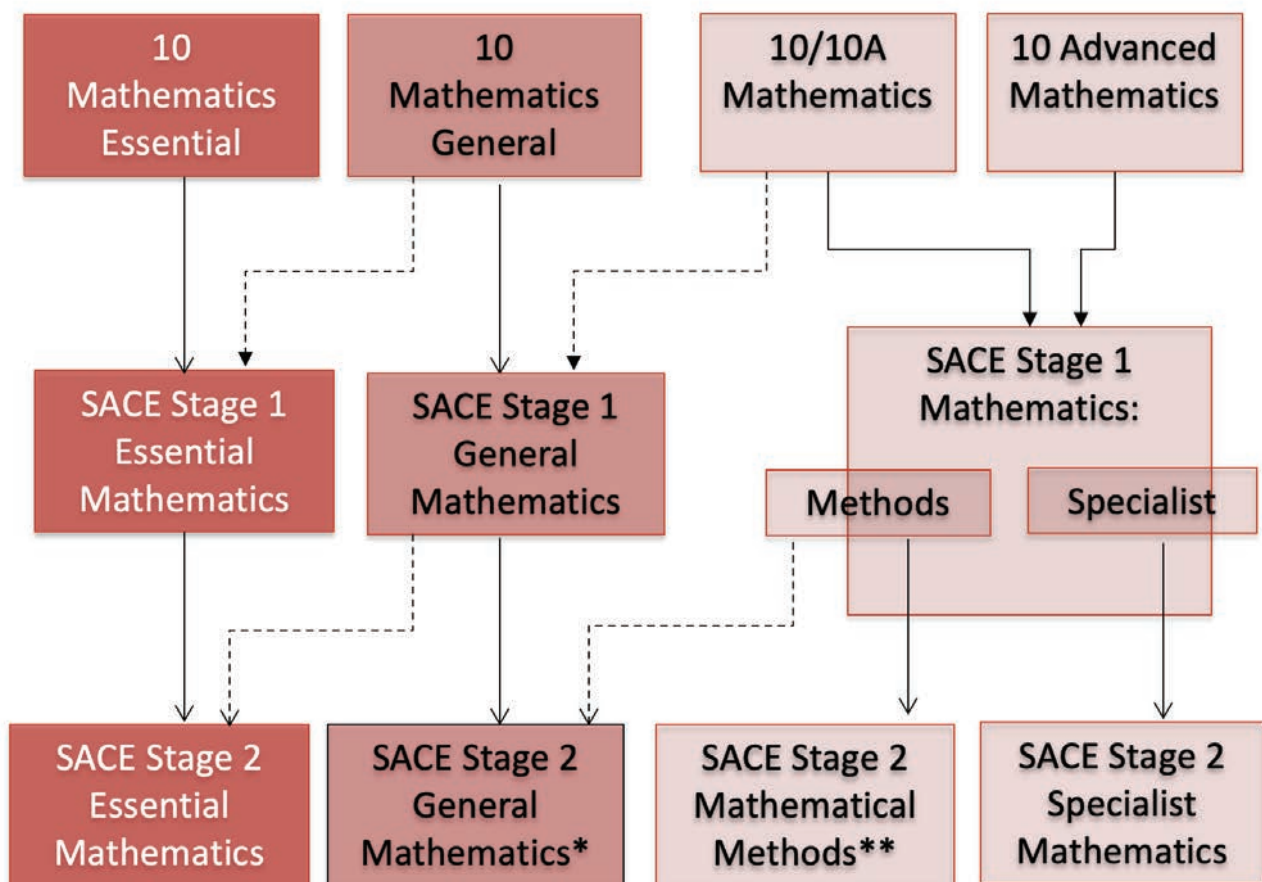 10
Mathematics
Essential
10
Mathematics
General
10/10A
Mathematics
10 Advanced
Mathematics
SACE Stage 1
Essential
Mathematics
SACE Stage 1
General
Mathematics
SACE Stage 1
Mathematics:
Methods
Specialist
SACE Stage 2
Essential
Mathematics
SACE Stage 2
General
Mathematics*
SACE Stage 2
Mathematical
Methods**
SACE Stage 2
Specialist
Mathematics